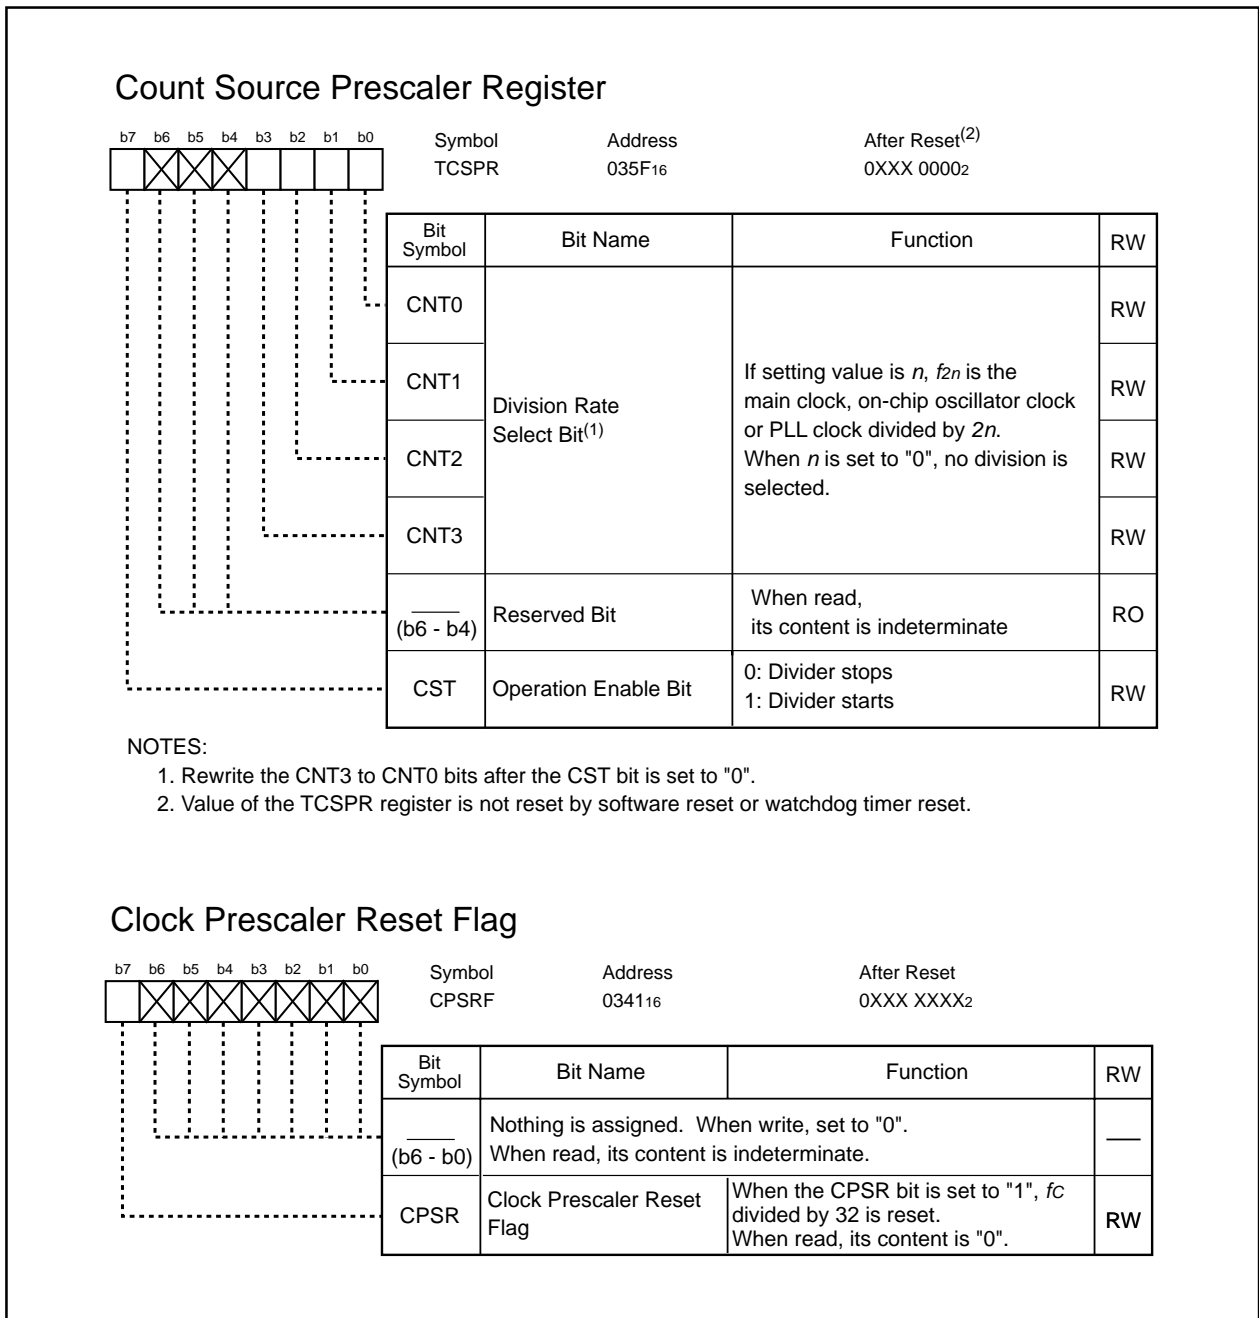 Count Source Prescaler Register
b7 b6 b5 b4 b3 b2 b1 b0
Symbol Address After Reset(2)
TCSPR 035F16 0XXX 00002
Bit Symbol Bit Name Function RW
CNT0 RW
CNT1 RW
CNT2 RW
CNT3 RW
Division Rate
Select Bit(1)
If setting value is n, f2n is the
main clock, on-chip oscillator clock
or PLL clock divided by 2n.
When n is set to "0", no division is
selected.
(b6 - b4) Reserved Bit When read,
its content is indeterminate RO
CST Operation Enable Bit 0: Divider stops
1: Divider starts RW
NOTES:
1. Rewrite the CNT3 to CNT0 bits after the CST bit is set to "0".
2. Value of the TCSPR register is not reset by software reset or watchdog timer reset.
Clock Prescaler Reset Flag
b7 b6 b5 b4 b3 b2 b1 b0
Symbol Address After Reset
CPSRF 034116 0XXX XXXX2
Bit Symbol Bit Name Function RW
(b6 - b0) Nothing is assigned. When write, set to "0".
When read, its content is indeterminate.
CPSR Clock Prescaler Reset
Flag
When the CPSR bit is set to "1", fC
divided by 32 is reset.
When read, its content is "0".
RW